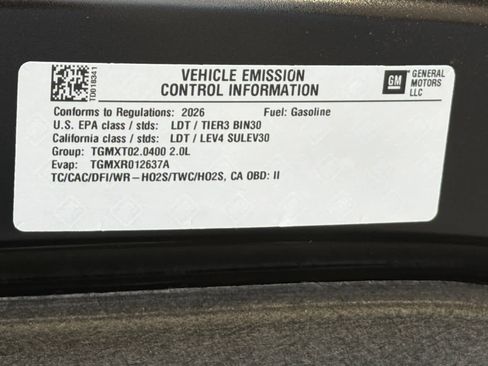 TD018341
VEHICLE EMISSION
CONTROL INFORMATION
GM
GENERAL
MOTORS
LLC
Conforms to Regulations: 2026 Fuel: Gasoline
U.S. EPA class / stds: LDT / TIER3 BIN30
California class / stds: LDT / LEV4 SULEV30
Group: TGMXT02.0400 2.0L
Evap: TGMXR012637A
TC/CAC/DFI/WR–HO2S/TWC/HO2S, CA OBD: II